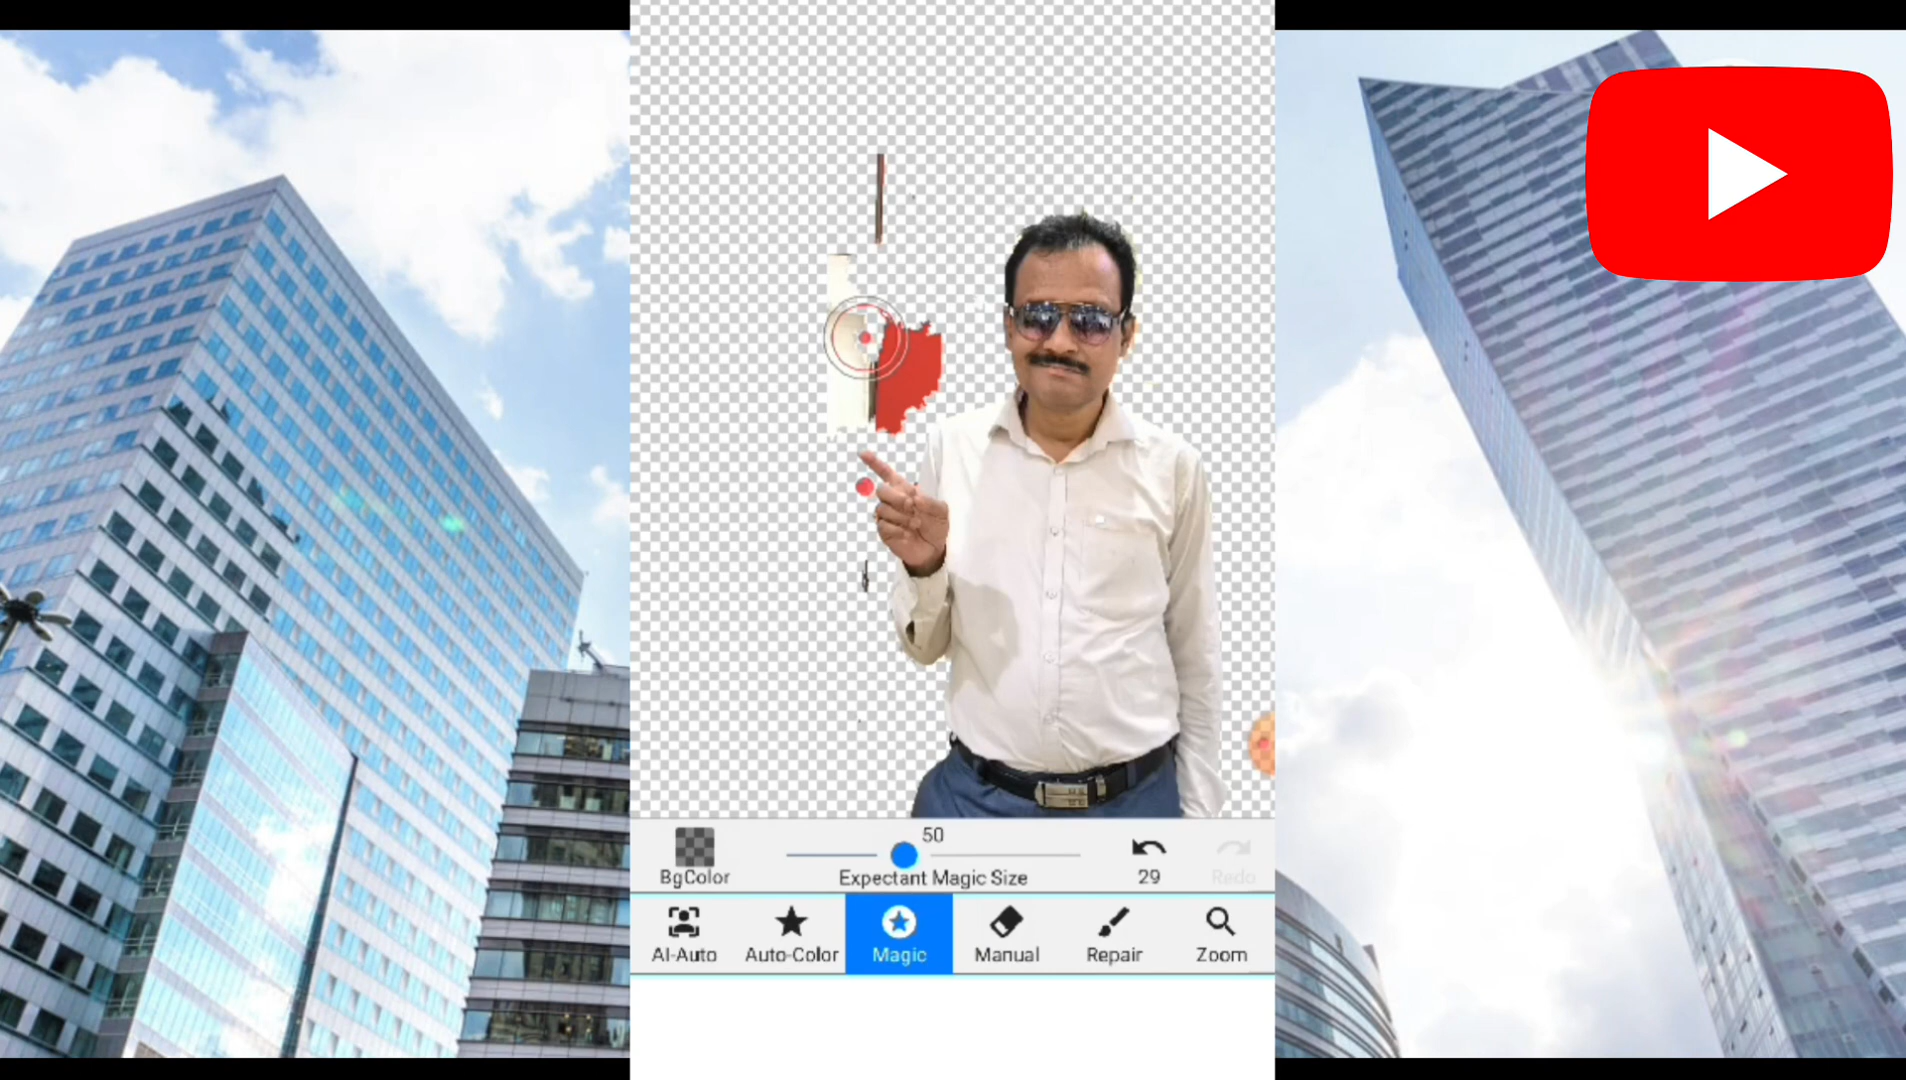 50
BgColor
Expectant Magic Size
29
Redo
AI-Auto
Auto-Color
Magic
Manual
Repair
Zoom